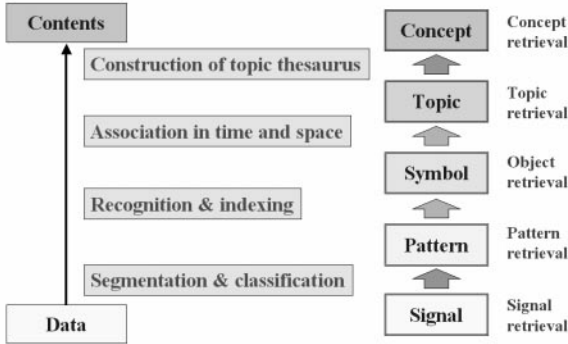 Contents
Construction of topic thesaurus
Association in time and space
Recognition & indexing
Segmentation & classification
Data
Concept
Concept
retrieval
Topic
Topic
retrieval
Symbol
Object
retrieval
Pattern
Pattern
retrieval
Signal
Signal
retrieval